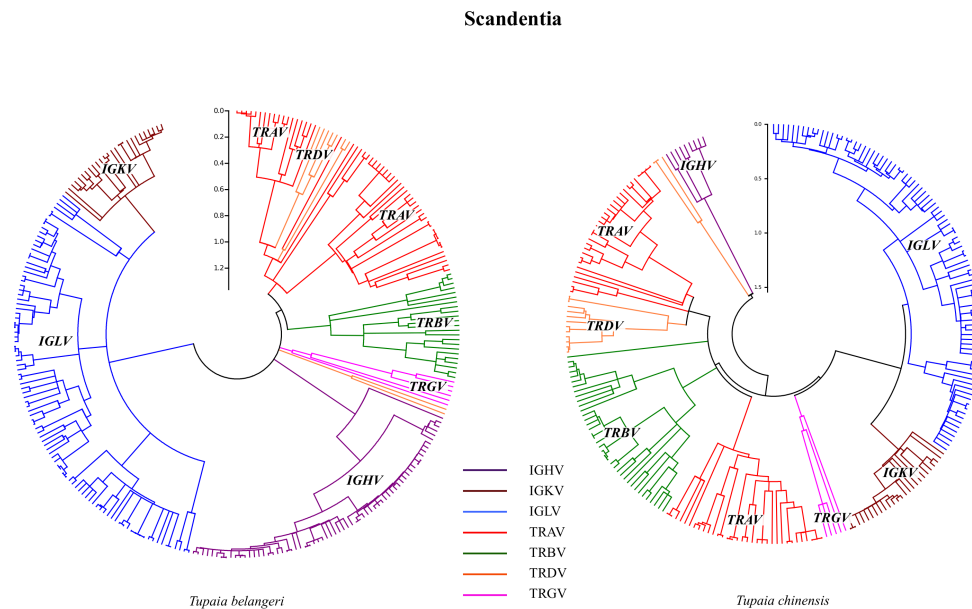 Scandentia
0.0
0.2
0.4
0.6
0.8
1.0
1.2
TRAV
TRDV
IGKV
TRAV
TRBV
IGLV
TRGV
IGHV
0.0
0.5
1.0
1.5
IGHV
TRAV
IGLV
TRDV
TRBV
IGKV
TRAV
TRGV
IGHV
IGKV
IGLV
TRAV
TRBV
TRDV
TRGV
Tupaia belangeri
Tupaia chinensis